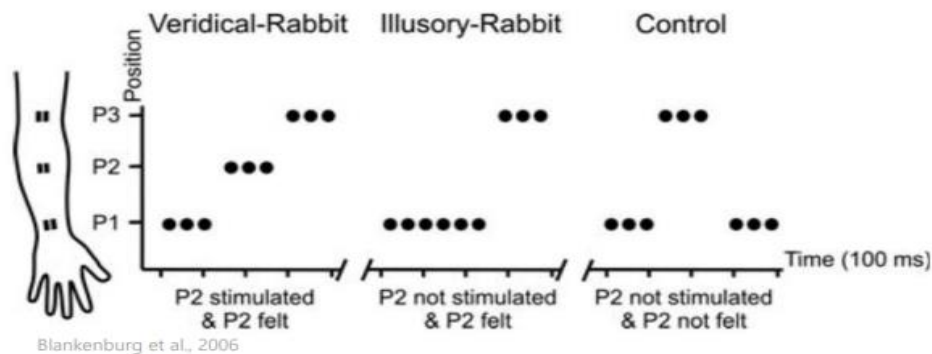 Veridical-Rabbit Illusory-Rabbit Control
Position
P3
P2
P1
Time (100 ms)
P2 stimulated
& P2 felt
P2 not stimulated
& P2 felt
P2 not stimulated
& P2 not felt
Blankenburg et al., 2006